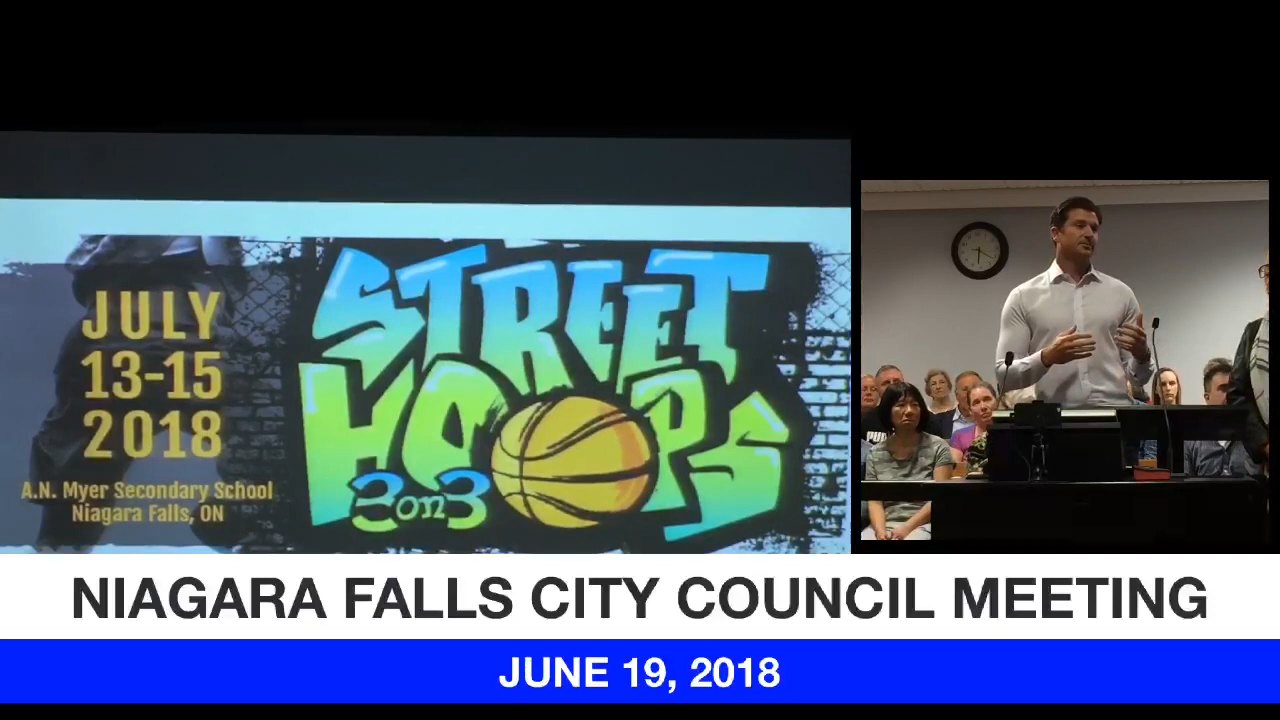 JULY
13-15
2018
A.N. Myer Secondary School
Niagara Falls, ON
STREET
HOOPS
3on3
NIAGARA FALLS CITY COUNCIL MEETING
JUNE 19, 2018